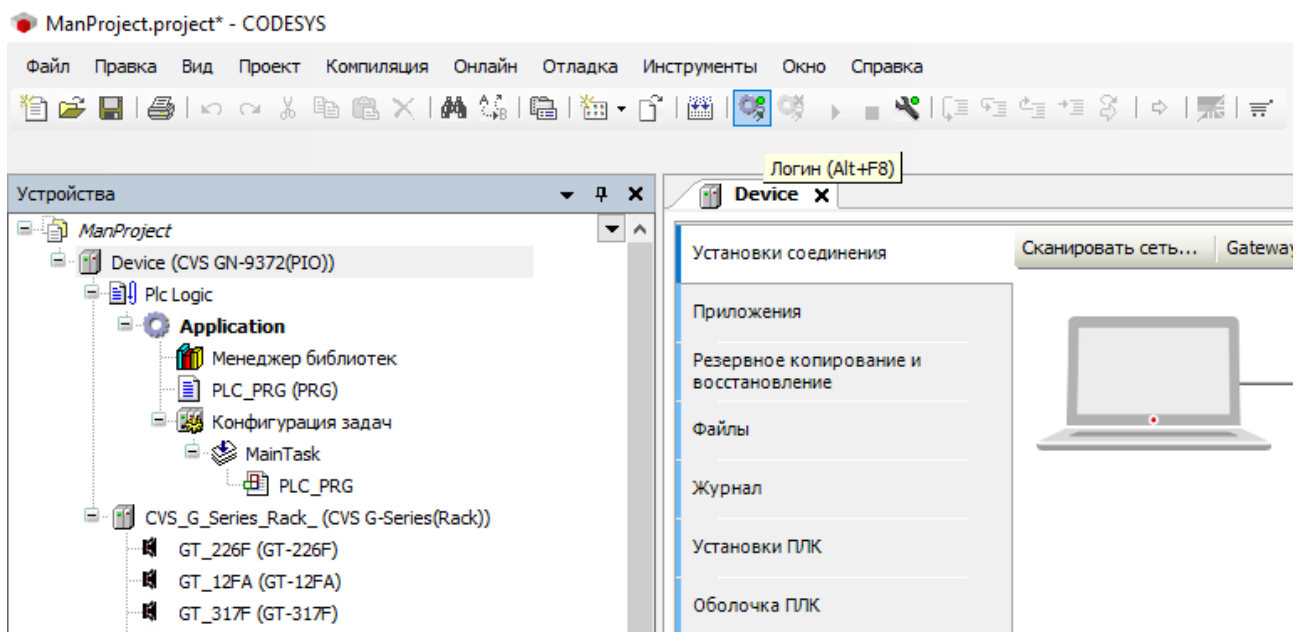 ManProject.project* - CODESYS
Файл Правка Вид Проект Компиляция Онлайн Отладка Инструменты Окно Справка
Логин (Alt+F8)
Устройства
ManProject
Device (CVS GN-9372(PIO))
Plc Logic
Application
Менеджер библиотек
PLC_PRG (PRG)
Конфигурация задач
MainTask
PLC_PRG
CVS_G_Series_Rack_ (CVS G-Series(Rack))
GT_226F (GT-226F)
GT_12FA (GT-12FA)
GT_317F (GT-317F)
Device
Установки соединения
Приложения
Резервное копирование и
восстановление
Файлы
Журнал
Установки ПЛК
Оболочка ПЛК
Сканировать сеть... Gateway